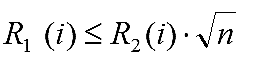 R₁ (i) ≤ R₂(i) · √n